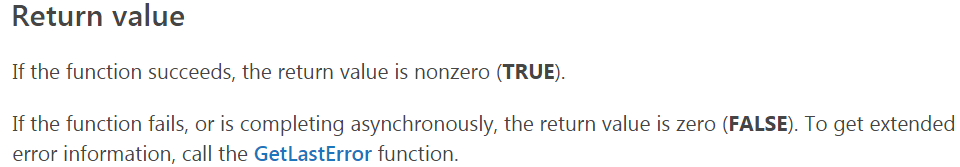 Return value
If the function succeeds, the return value is nonzero (TRUE).
If the function fails, or is completing asynchronously, the return value is zero (FALSE). To get extended
error information, call the GetLastError function.